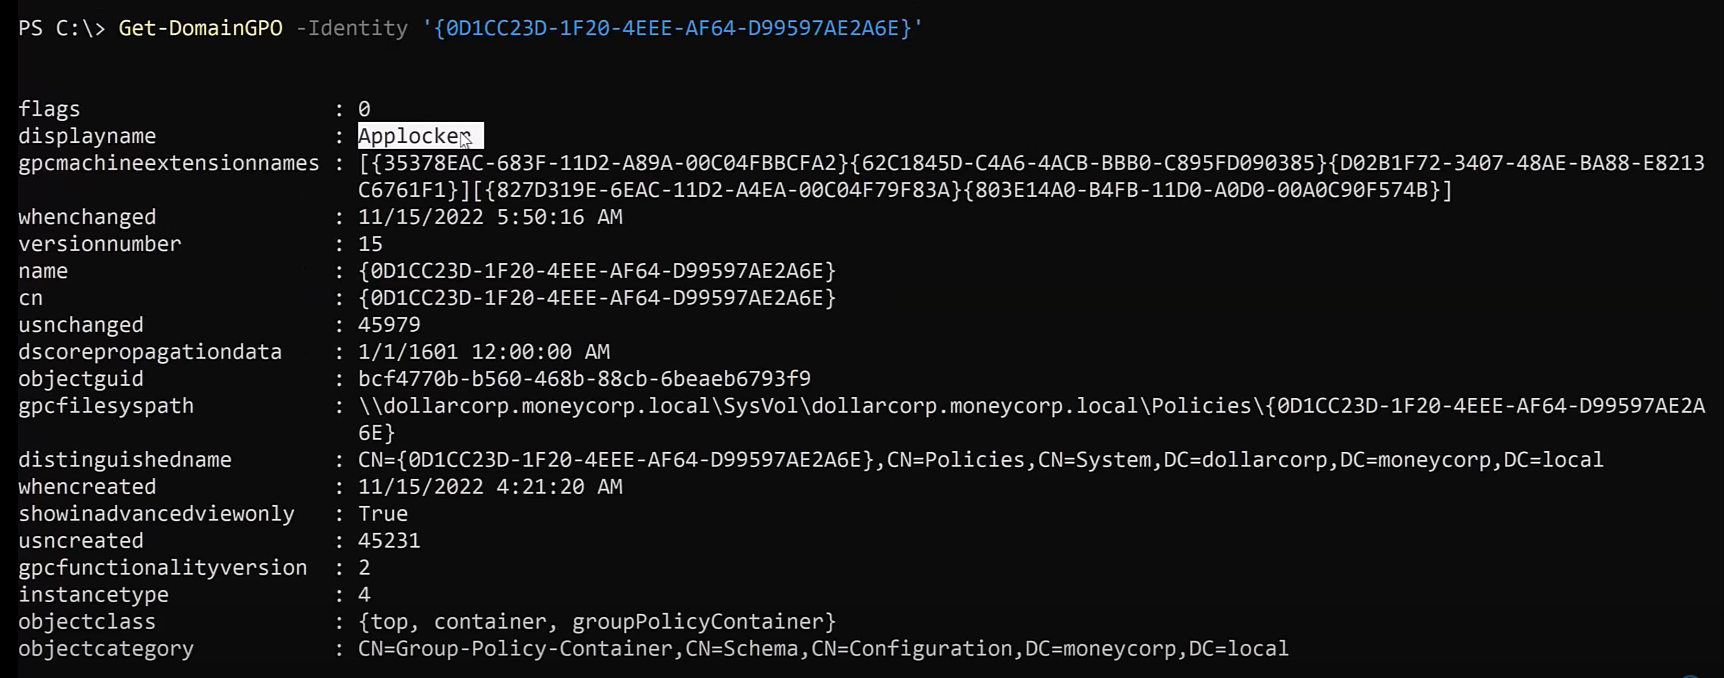 PS C:\> Get-DomainGPO -Identity '{0D1CC23D-1F20-4EEE-AF64-D99597AE2A6E}'
flags : 0
displayname : Applocker
gpcmachineextensionnames : [{35378EAC-683F-11D2-A89A-00C04FBBCFA2}{62C1845D-C4A6-4ACB-BBB0-C895FD090385}{D02B1F72-3407-48AE-BA88-E8213
C6761F1}][{827D319E-6EAC-11D2-A4EA-00C04F79F83A}{803E14A0-B4FB-11D0-A0D0-00A0C90F574B}]
whenchanged : 11/15/2022 5:50:16 AM
versionnumber : 15
name : {0D1CC23D-1F20-4EEE-AF64-D99597AE2A6E}
cn : {0D1CC23D-1F20-4EEE-AF64-D99597AE2A6E}
usnchanged : 45979
dscorepropagationdata : 1/1/1601 12:00:00 AM
objectguid : bcf4770b-b560-468b-88cb-6beaeb6793f9
gpcfilesyspath : \\dollarcorp.moneycorp.local\SysVol\dollarcorp.moneycorp.local\Policies\{0D1CC23D-1F20-4EEE-AF64-D99597AE2A
6E}
distinguishedname : CN={0D1CC23D-1F20-4EEE-AF64-D99597AE2A6E},CN=Policies,CN=System,DC=dollarcorp,DC=moneycorp,DC=local
whencreated : 11/15/2022 4:21:20 AM
showinadvancedviewonly : True
usncreated : 45231
gpcfunctionalityversion : 2
instancetype : 4
objectclass : {top, container, groupPolicyContainer}
objectcategory : CN=Group-Policy-Container,CN=Schema,CN=Configuration,DC=moneycorp,DC=local